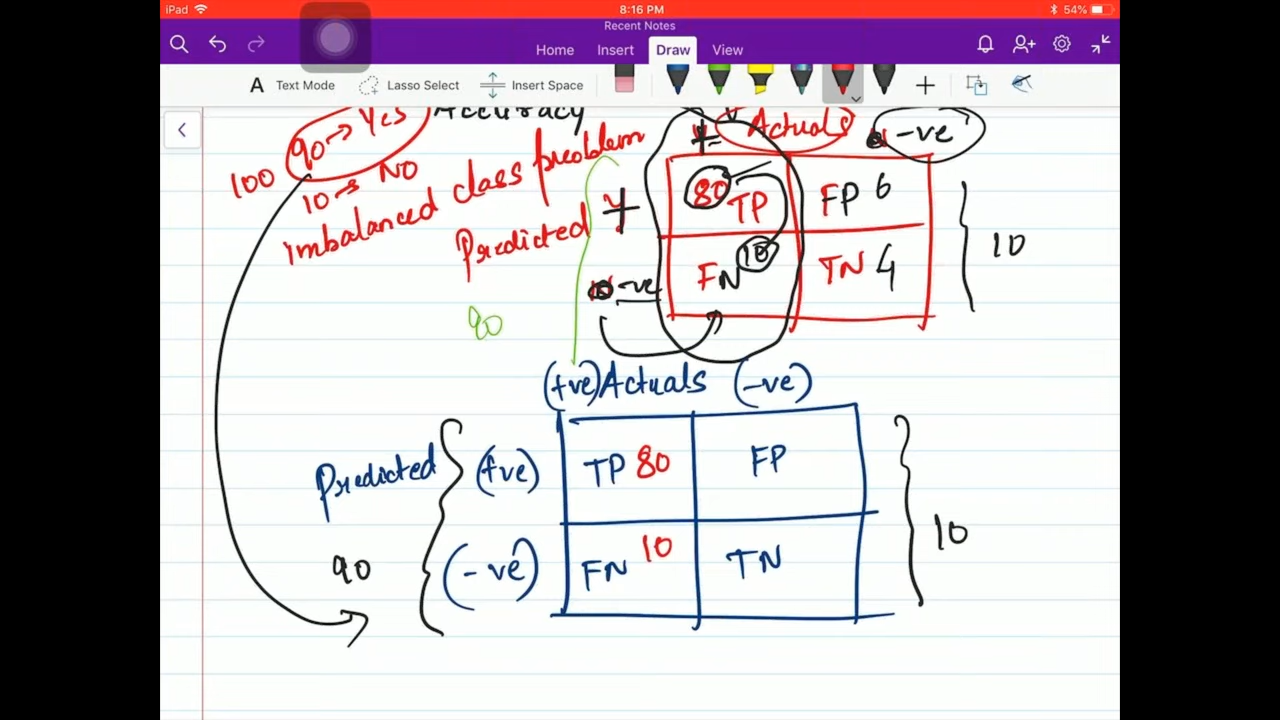 iPad 8:16 PM 54%
Recent Notes
Home Insert Draw View
A Text Mode Lasso Select Insert Space
90 → Yes Accuracy
100
10 → NO
imbalanced class preoblem
+ Actuals -ve
Predicted + 80 TP FP 6
-ve FN 10 TN 4
10
90
(+ve) Actuals (-ve)
Predicted (+ve) TP 80 FP
90 (-ve) FN 10 TN
10